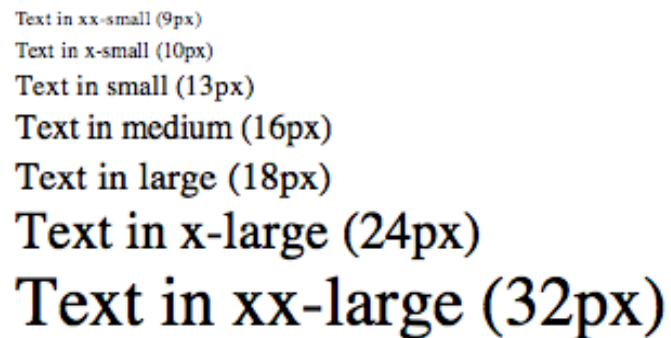 Text in xx-small (9px)
Text in x-small (10px)
Text in small (13px)
Text in medium (16px)
Text in large (18px)
Text in x-large (24px)
Text in xx-large (32px)